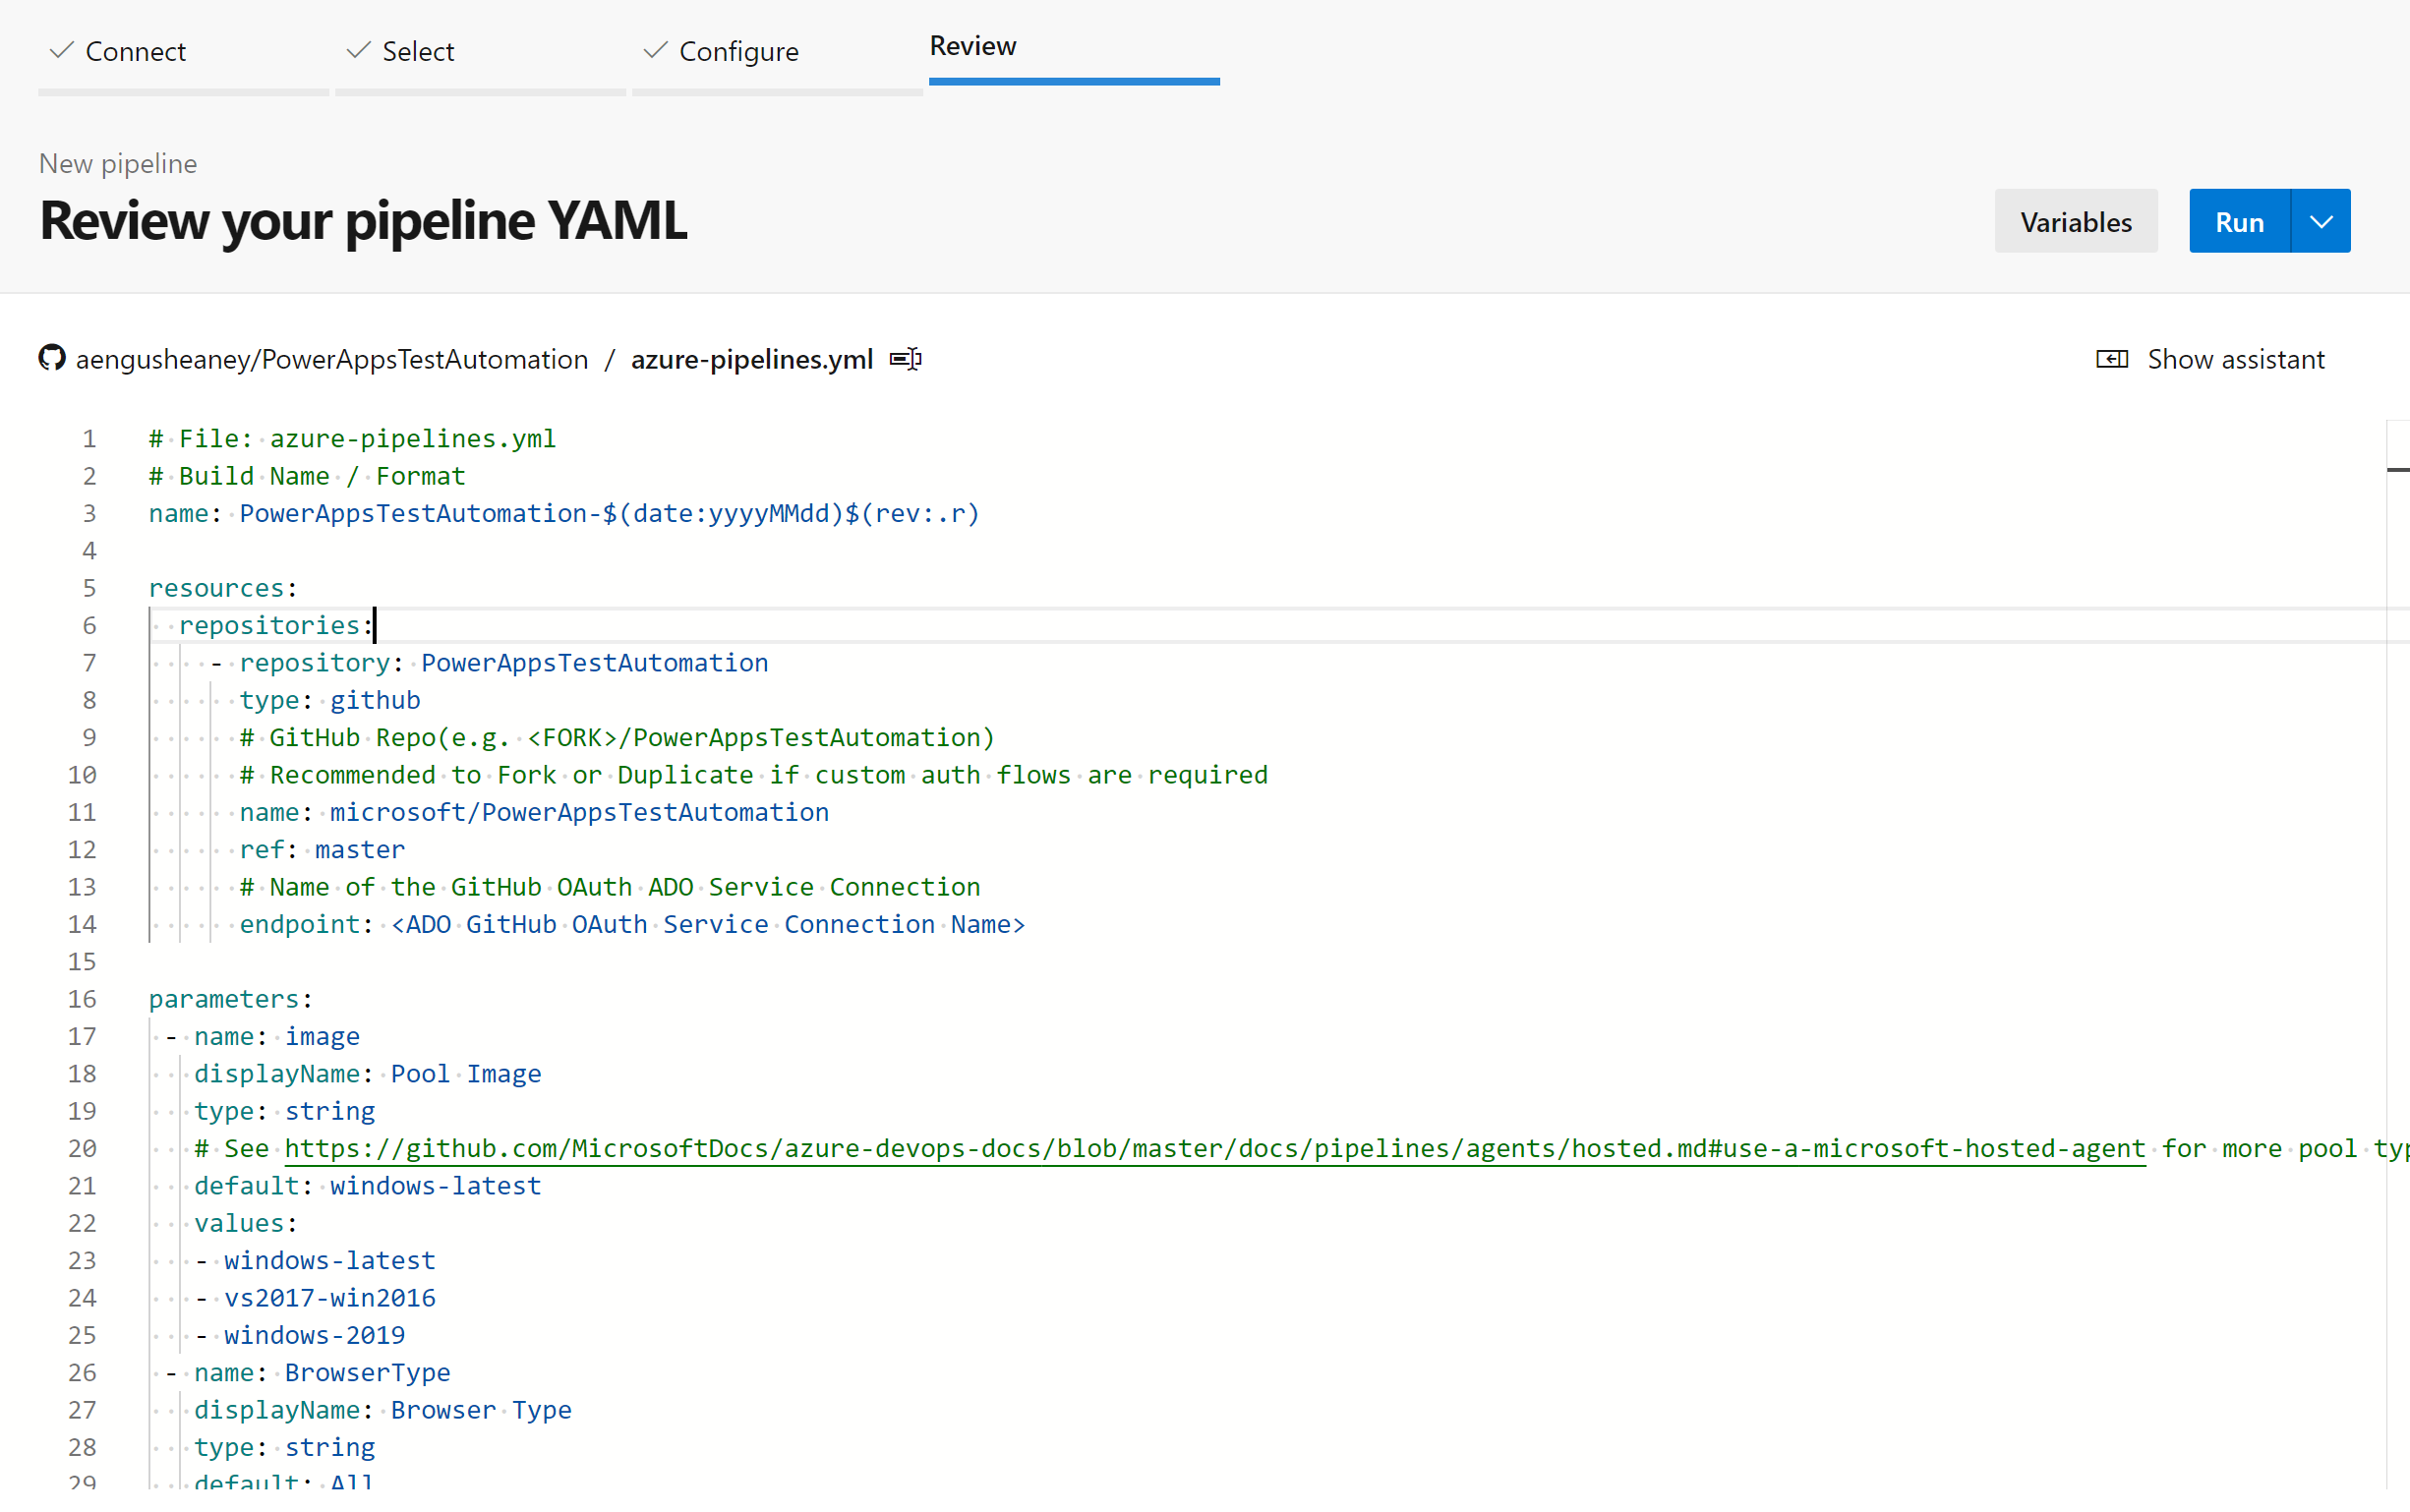 Connect Select Configure Review
New pipeline
Review your pipeline YAML
Variables Run
aengusheaney/PowerAppsTestAutomation / azure-pipelines.yml Show assistant
1 # File: azure-pipelines.yml
2 # Build Name / Format
3 name: PowerAppsTestAutomation-$(date:yyyyMMdd)$(rev:.r)
4
5 resources:
6   repositories:
7     - repository: PowerAppsTestAutomation
8       type: github
9       # GitHub Repo(e.g. <FORK>/PowerAppsTestAutomation)
10       # Recommended to Fork or Duplicate if custom auth flows are required
11       name: microsoft/PowerAppsTestAutomation
12       ref: master
13       # Name of the GitHub OAuth ADO Service Connection
14       endpoint: <ADO GitHub OAuth Service Connection Name>
15
16 parameters:
17  - name: image
18    displayName: Pool Image
19    type: string
20    # See https://github.com/MicrosoftDocs/azure-devops-docs/blob/master/docs/pipelines/agents/hosted.md#use-a-microsoft-hosted-agent for more pool typ
21    default: windows-latest
22    values:
23    - windows-latest
24    - vs2017-win2016
25    - windows-2019
26  - name: BrowserType
27    displayName: Browser Type
28    type: string
29    default: All